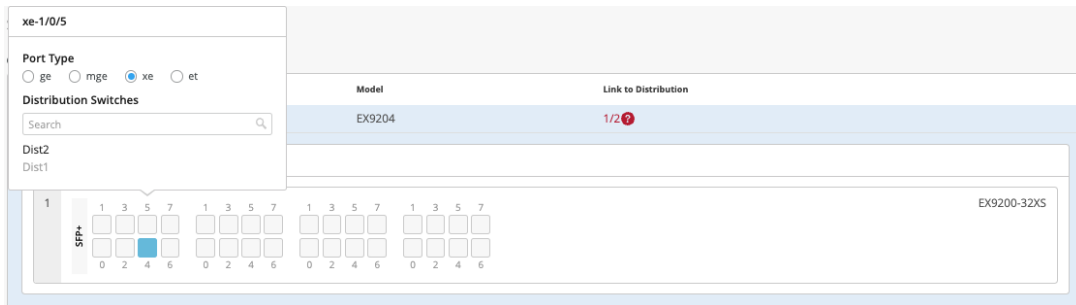 xe-1/0/5
Port Type
ge mge xe et
Distribution Switches
Search
Dist2
Dist1
Model Link to Distribution
EX9204 1/2?
1 EX9200-32XS
SFP+
1 3 5 7 1 3 5 7 1 3 5 7 1 3 5 7
0 2 4 6 0 2 4 6 0 2 4 6 0 2 4 6